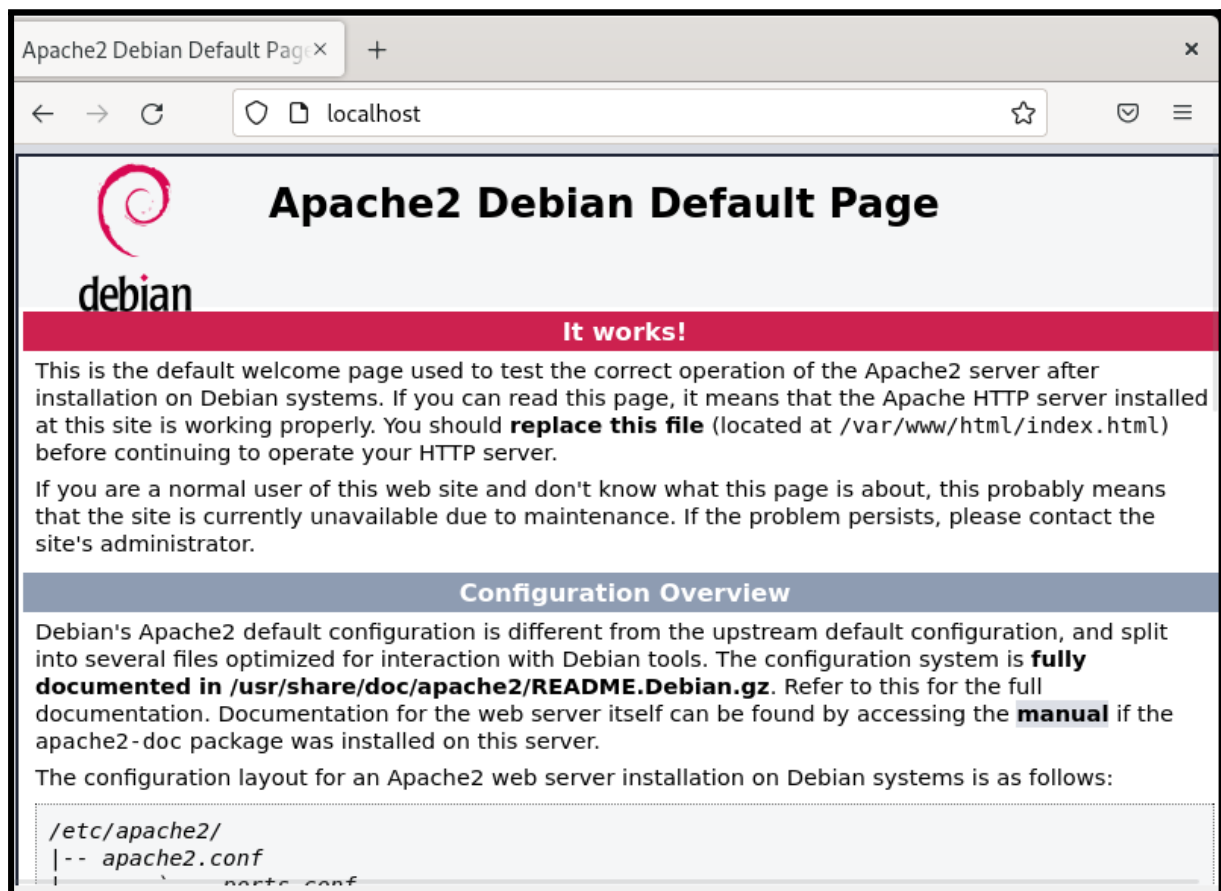 Apache2 Debian Default Page
localhost
Apache2 Debian Default Page
debian
It works!
This is the default welcome page used to test the correct operation of the Apache2 server after
installation on Debian systems. If you can read this page, it means that the Apache HTTP server installed
at this site is working properly. You should replace this file (located at /var/www/html/index.html)
before continuing to operate your HTTP server.
If you are a normal user of this web site and don't know what this page is about, this probably means
that the site is currently unavailable due to maintenance. If the problem persists, please contact the
site's administrator.
Configuration Overview
Debian's Apache2 default configuration is different from the upstream default configuration, and split
into several files optimized for interaction with Debian tools. The configuration system is fully
documented in /usr/share/doc/apache2/README.Debian.gz. Refer to this for the full
documentation. Documentation for the web server itself can be found by accessing the manual if the
apache2-doc package was installed on this server.
The configuration layout for an Apache2 web server installation on Debian systems is as follows:
/etc/apache2/
|-- apache2.conf
ports.conf